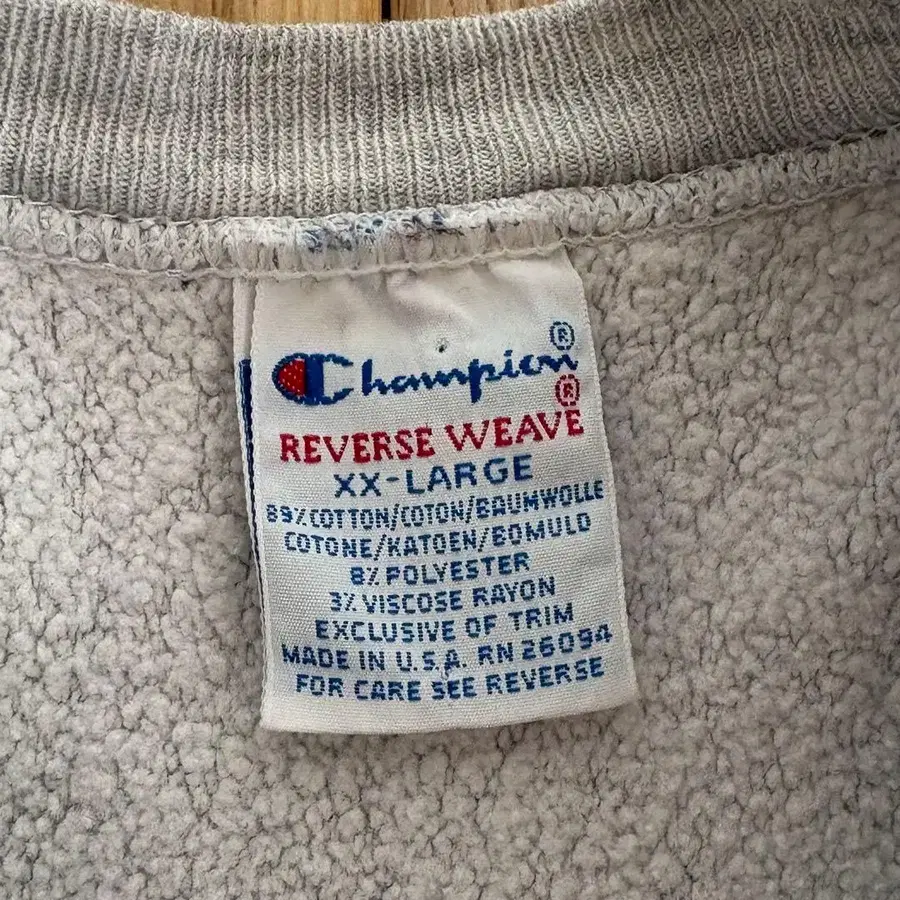 Champion®
REVERSE WEAVE®
XX-LARGE
89% COTTON/COTON/BAUMWOLLE
COTONE/KATOEN/BOMULD
8% POLYESTER
3% VISCOSE RAYON
EXCLUSIVE OF TRIM
MADE IN U.S.A. RN 26094
FOR CARE SEE REVERSE